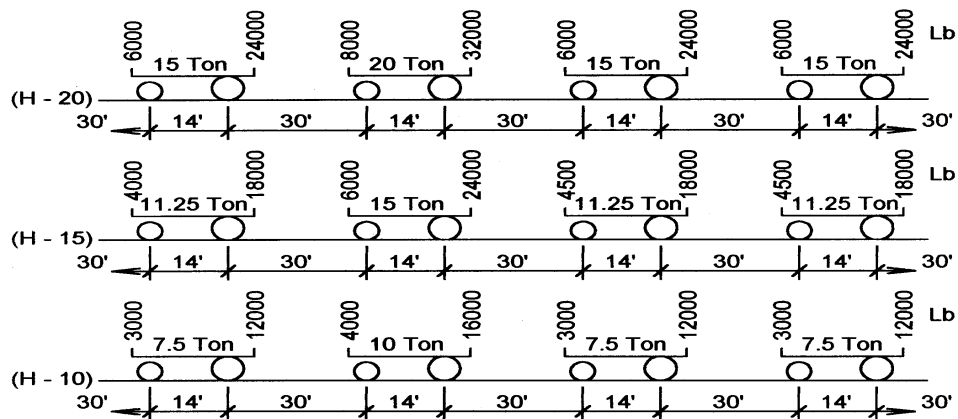 6000 24000 8000 32000 6000 24000 6000 24000 Lb
15 Ton 20 Ton 15 Ton 15 Ton
(H - 20)
30' 14' 30' 14' 30' 14' 30' 14' 30'
4000 18000 6000 24000 4500 18000 4500 18000 Lb
11.25 Ton 15 Ton 11.25 Ton 11.25 Ton
(H - 15)
30' 14' 30' 14' 30' 14' 30' 14' 30'
3000 12000 4000 16000 3000 12000 3000 12000 Lb
7.5 Ton 10 Ton 7.5 Ton 7.5 Ton
(H - 10)
30' 14' 30' 14' 30' 14' 30' 14' 30'